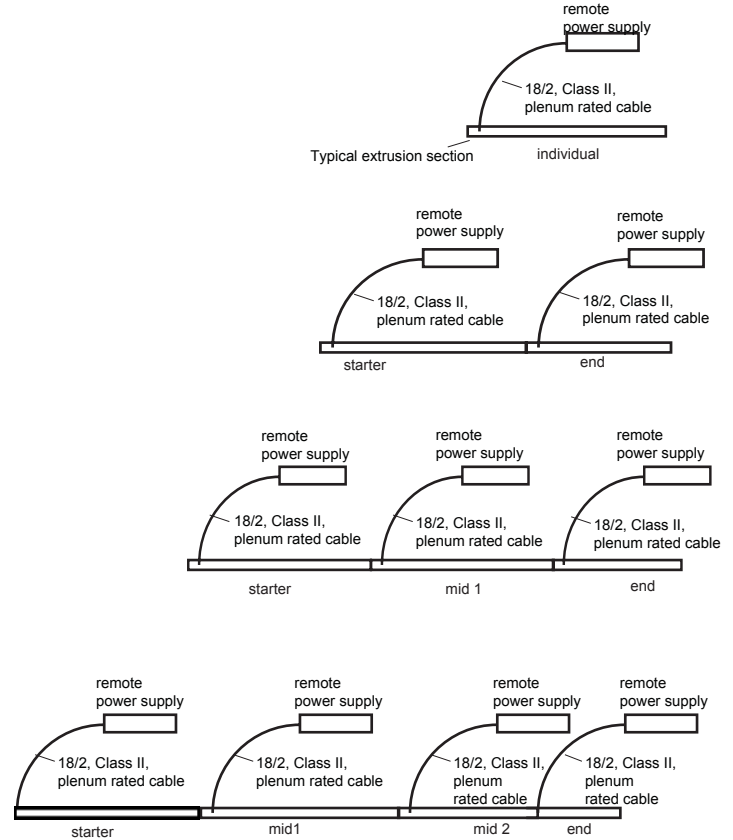 remote
power supply
18/2, Class II,
plenum rated cable
Typical extrusion section
individual
remote
power supply
18/2, Class II,
plenum rated cable
starter
remote
power supply
18/2, Class II,
plenum rated cable
end
remote
power supply
18/2, Class II,
plenum rated cable
starter
remote
power supply
18/2, Class II,
plenum rated cable
mid 1
remote
power supply
18/2, Class II,
plenum rated cable
end
remote
power supply
18/2, Class II,
plenum rated cable
starter
remote
power supply
18/2, Class II,
plenum rated cable
mid1
remote
power supply
18/2, Class II,
plenum
rated cable
mid 2
remote
power supply
18/2, Class II,
plenum
rated cable
end